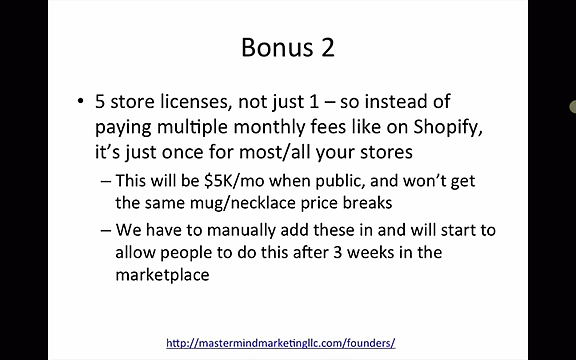 Bonus 2
• 5 store licenses, not just 1 – so instead of
paying multiple monthly fees like on Shopify,
it's just once for most/all your stores
– This will be $5K/mo when public, and won't get
the same mug/necklace price breaks
– We have to manually add these in and will start to
allow people to do this after 3 weeks in the
marketplace
http://mastermindmarketingllc.com/founders/